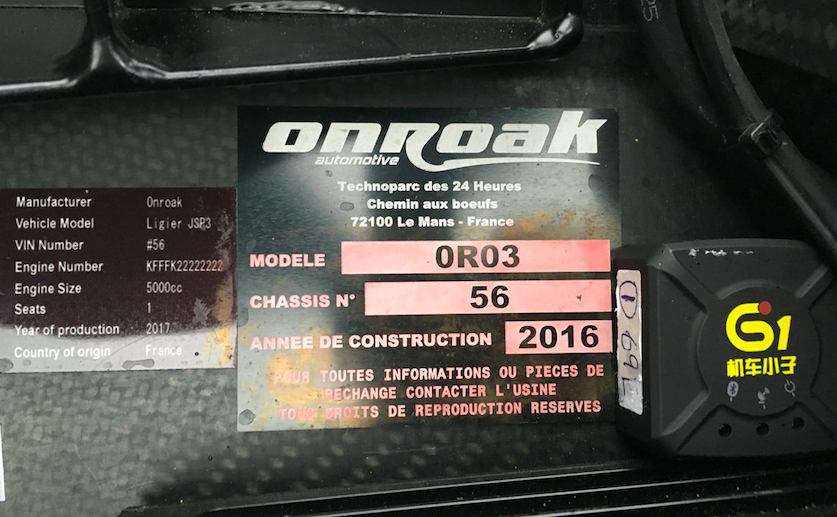 Manufacturer Onroak
Vehicle Model Ligier JSP3
VIN Number #56
Engine Number KFFFK22222222
Engine Size 5000cc
Seats 1
Year of production 2017
Country of origin France
onroak
automotive
Technoparc des 24 Heures
Chemin aux boeufs
72100 Le Mans - France
MODELE 0R03
CHASSIS N° 56
ANNEE DE CONSTRUCTION 2016
POUR TOUTES INFORMATIONS OU PIECES DE
RECHANGE CONTACTER L'USINE
TOUS DROITS DE REPRODUCTION RESERVES
G1
机车小子